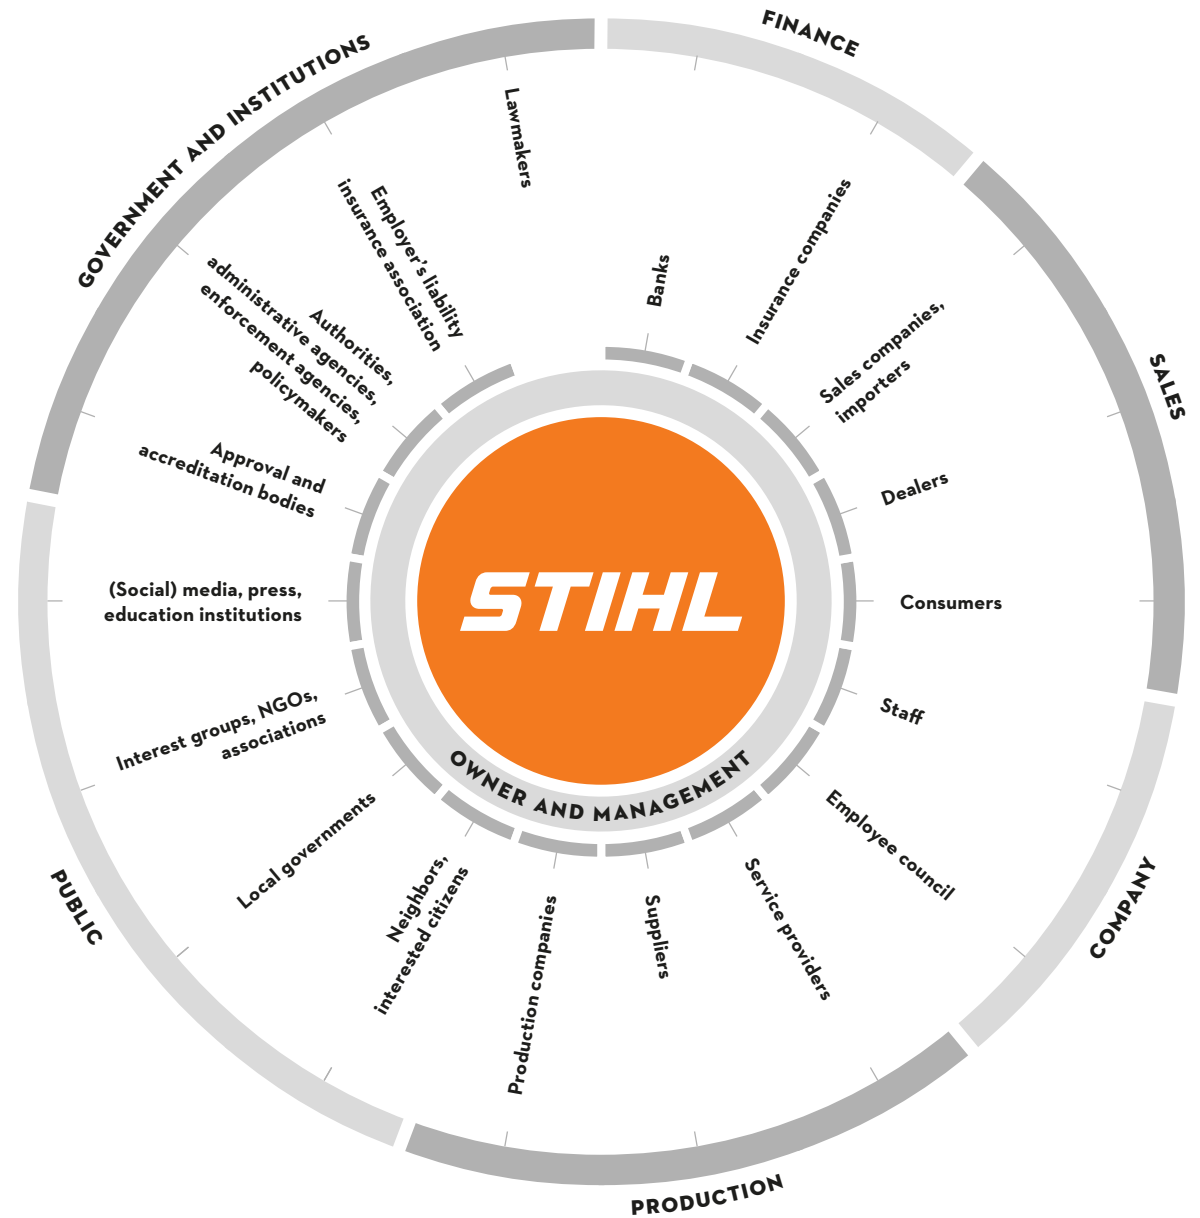 FINANCE
Banks
Insurance companies
SALES
Sales companies,
importers
Dealers
Consumers
COMPANY
Staff
Employee council
PRODUCTION
Service providers
Suppliers
Production companies
PUBLIC
Neighbors,
interested citizens
Local governments
Interest groups, NGOs,
associations
(Social) media, press,
education institutions
GOVERNMENT AND INSTITUTIONS
Approval and
accreditation bodies
Authorities,
administrative agencies,
enforcement agencies,
policymakers
Employer’s liability
insurance association
Lawmakers
STIHL
OWNER AND MANAGEMENT